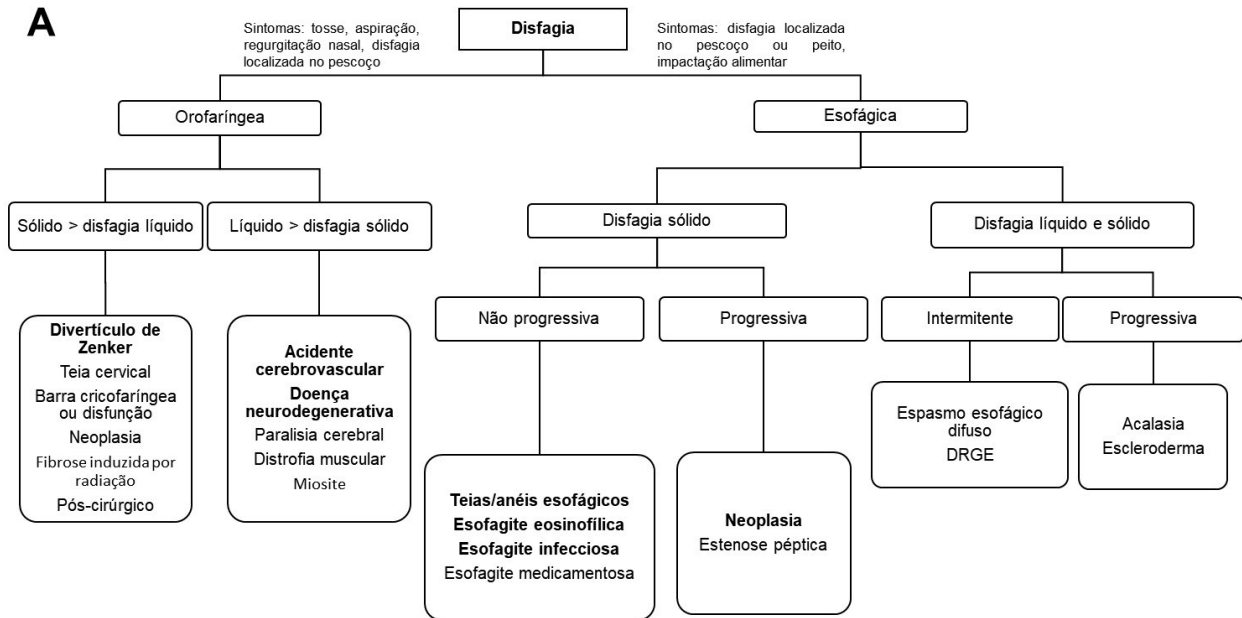 A
Disfagia
Sintomas: tosse, aspiração,
regurgitação nasal, disfagia
localizada no pescoço
Sintomas: disfagia localizada
no pescoço ou peito,
impactação alimentar
Orofaríngea
Esofágica
Sólido > disfagia líquido
Líquido > disfagia sólido
Disfagia sólido
Disfagia líquido e sólido
Não progressiva
Progressiva
Intermitente
Progressiva
Divertículo de
Zenker
Teia cervical
Barra cricofaríngea
ou disfunção
Neoplasia
Fibrose induzida por
radiação
Pós-cirúrgico
Acidente
cerebrovascular
Doença
neurodegenerativa
Paralisia cerebral
Distrofia muscular
Miosite
Teias/anéis esofágicos
Esofagite eosinofílica
Esofagite infecciosa
Esofagite medicamentosa
Neoplasia
Estenose péptica
Espasmo esofágico
difuso
DRGE
Acalasia
Escleroderma